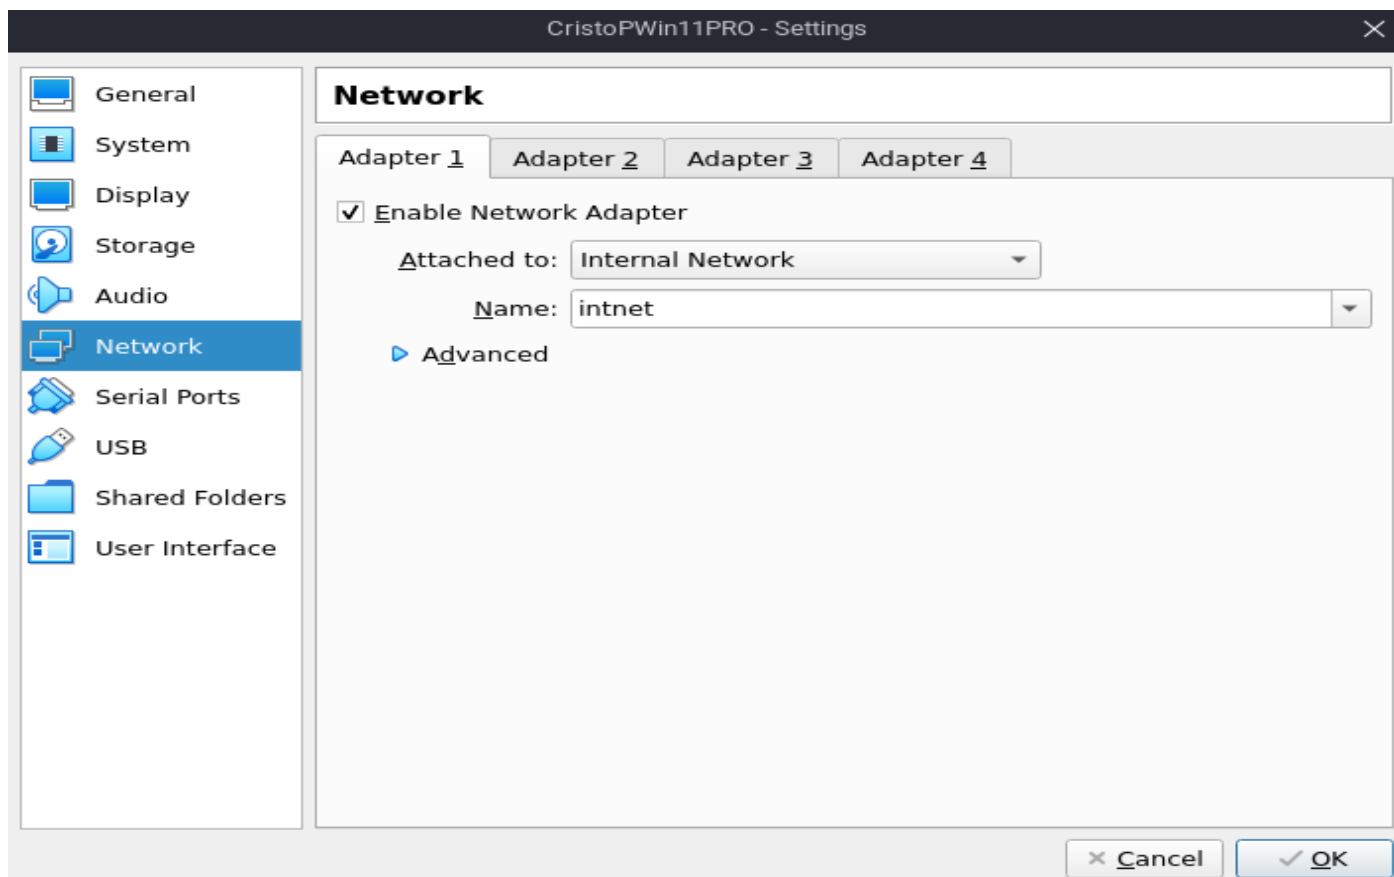 CristoPWin11PRO - Settings
General
System
Display
Storage
Audio
Network
Serial Ports
USB
Shared Folders
User Interface
Network
Adapter 1 Adapter 2 Adapter 3 Adapter 4
Enable Network Adapter
Attached to: Internal Network
Name: intnet
Advanced
Cancel OK